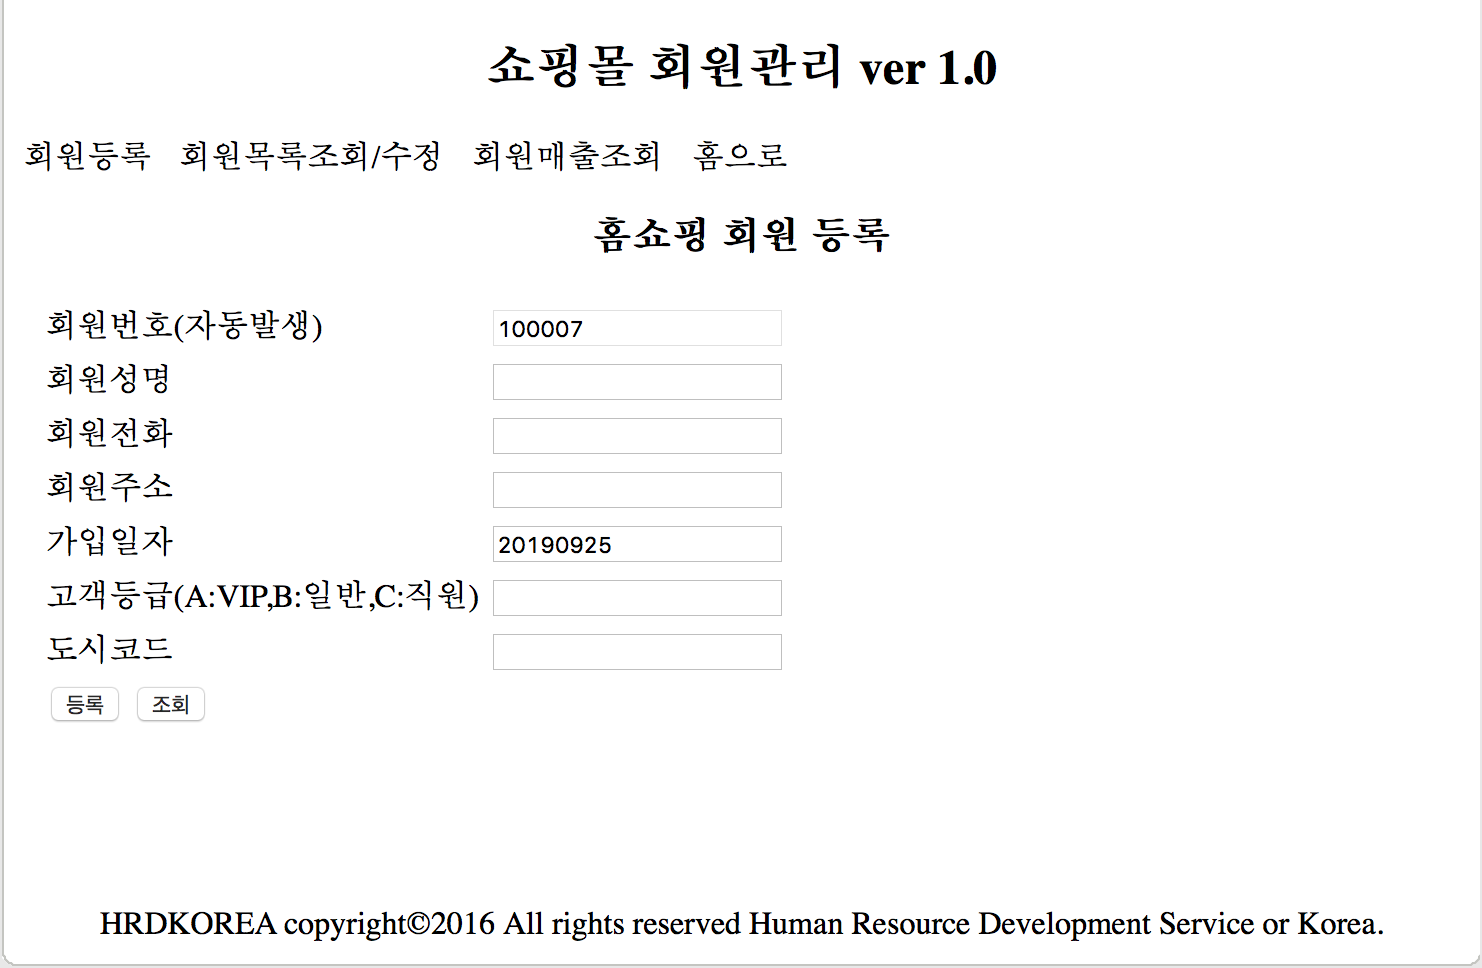 쇼핑몰 회원관리 ver 1.0
회원등록 회원목록조회/수정 회원매출조회 홈으로
홈쇼핑 회원 등록
회원번호(자동발생) 100007
회원성명
회원전화
회원주소
가입일자 20190925
고객등급(A:VIP,B:일반,C:직원)
도시코드
등록 조회
HRDKOREA copyright©2016 All rights reserved Human Resource Development Service or Korea.